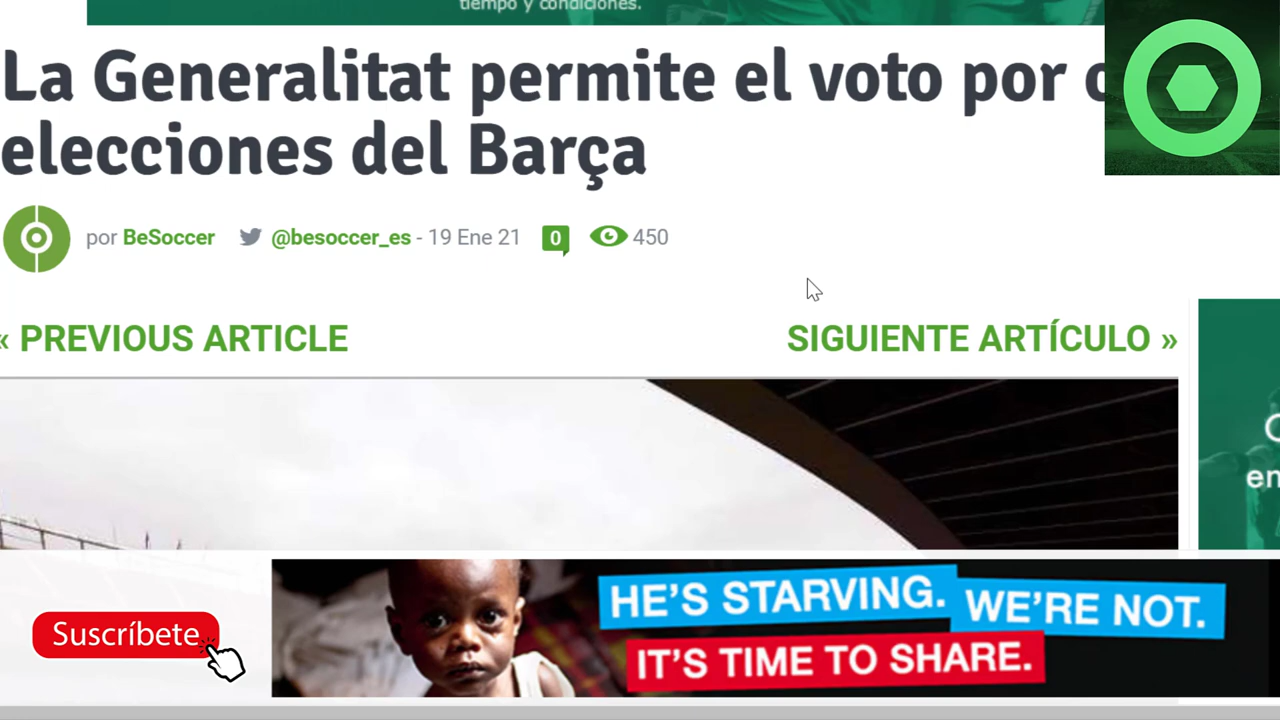 tiempo y condiciones.
La Generalitat permite el voto por
elecciones del Barça
por BeSoccer @besoccer_es - 19 Ene 21 0 450
« PREVIOUS ARTICLE
SIGUIENTE ARTÍCULO »
en
Suscríbete
HE'S STARVING. WE'RE NOT.
IT'S TIME TO SHARE.